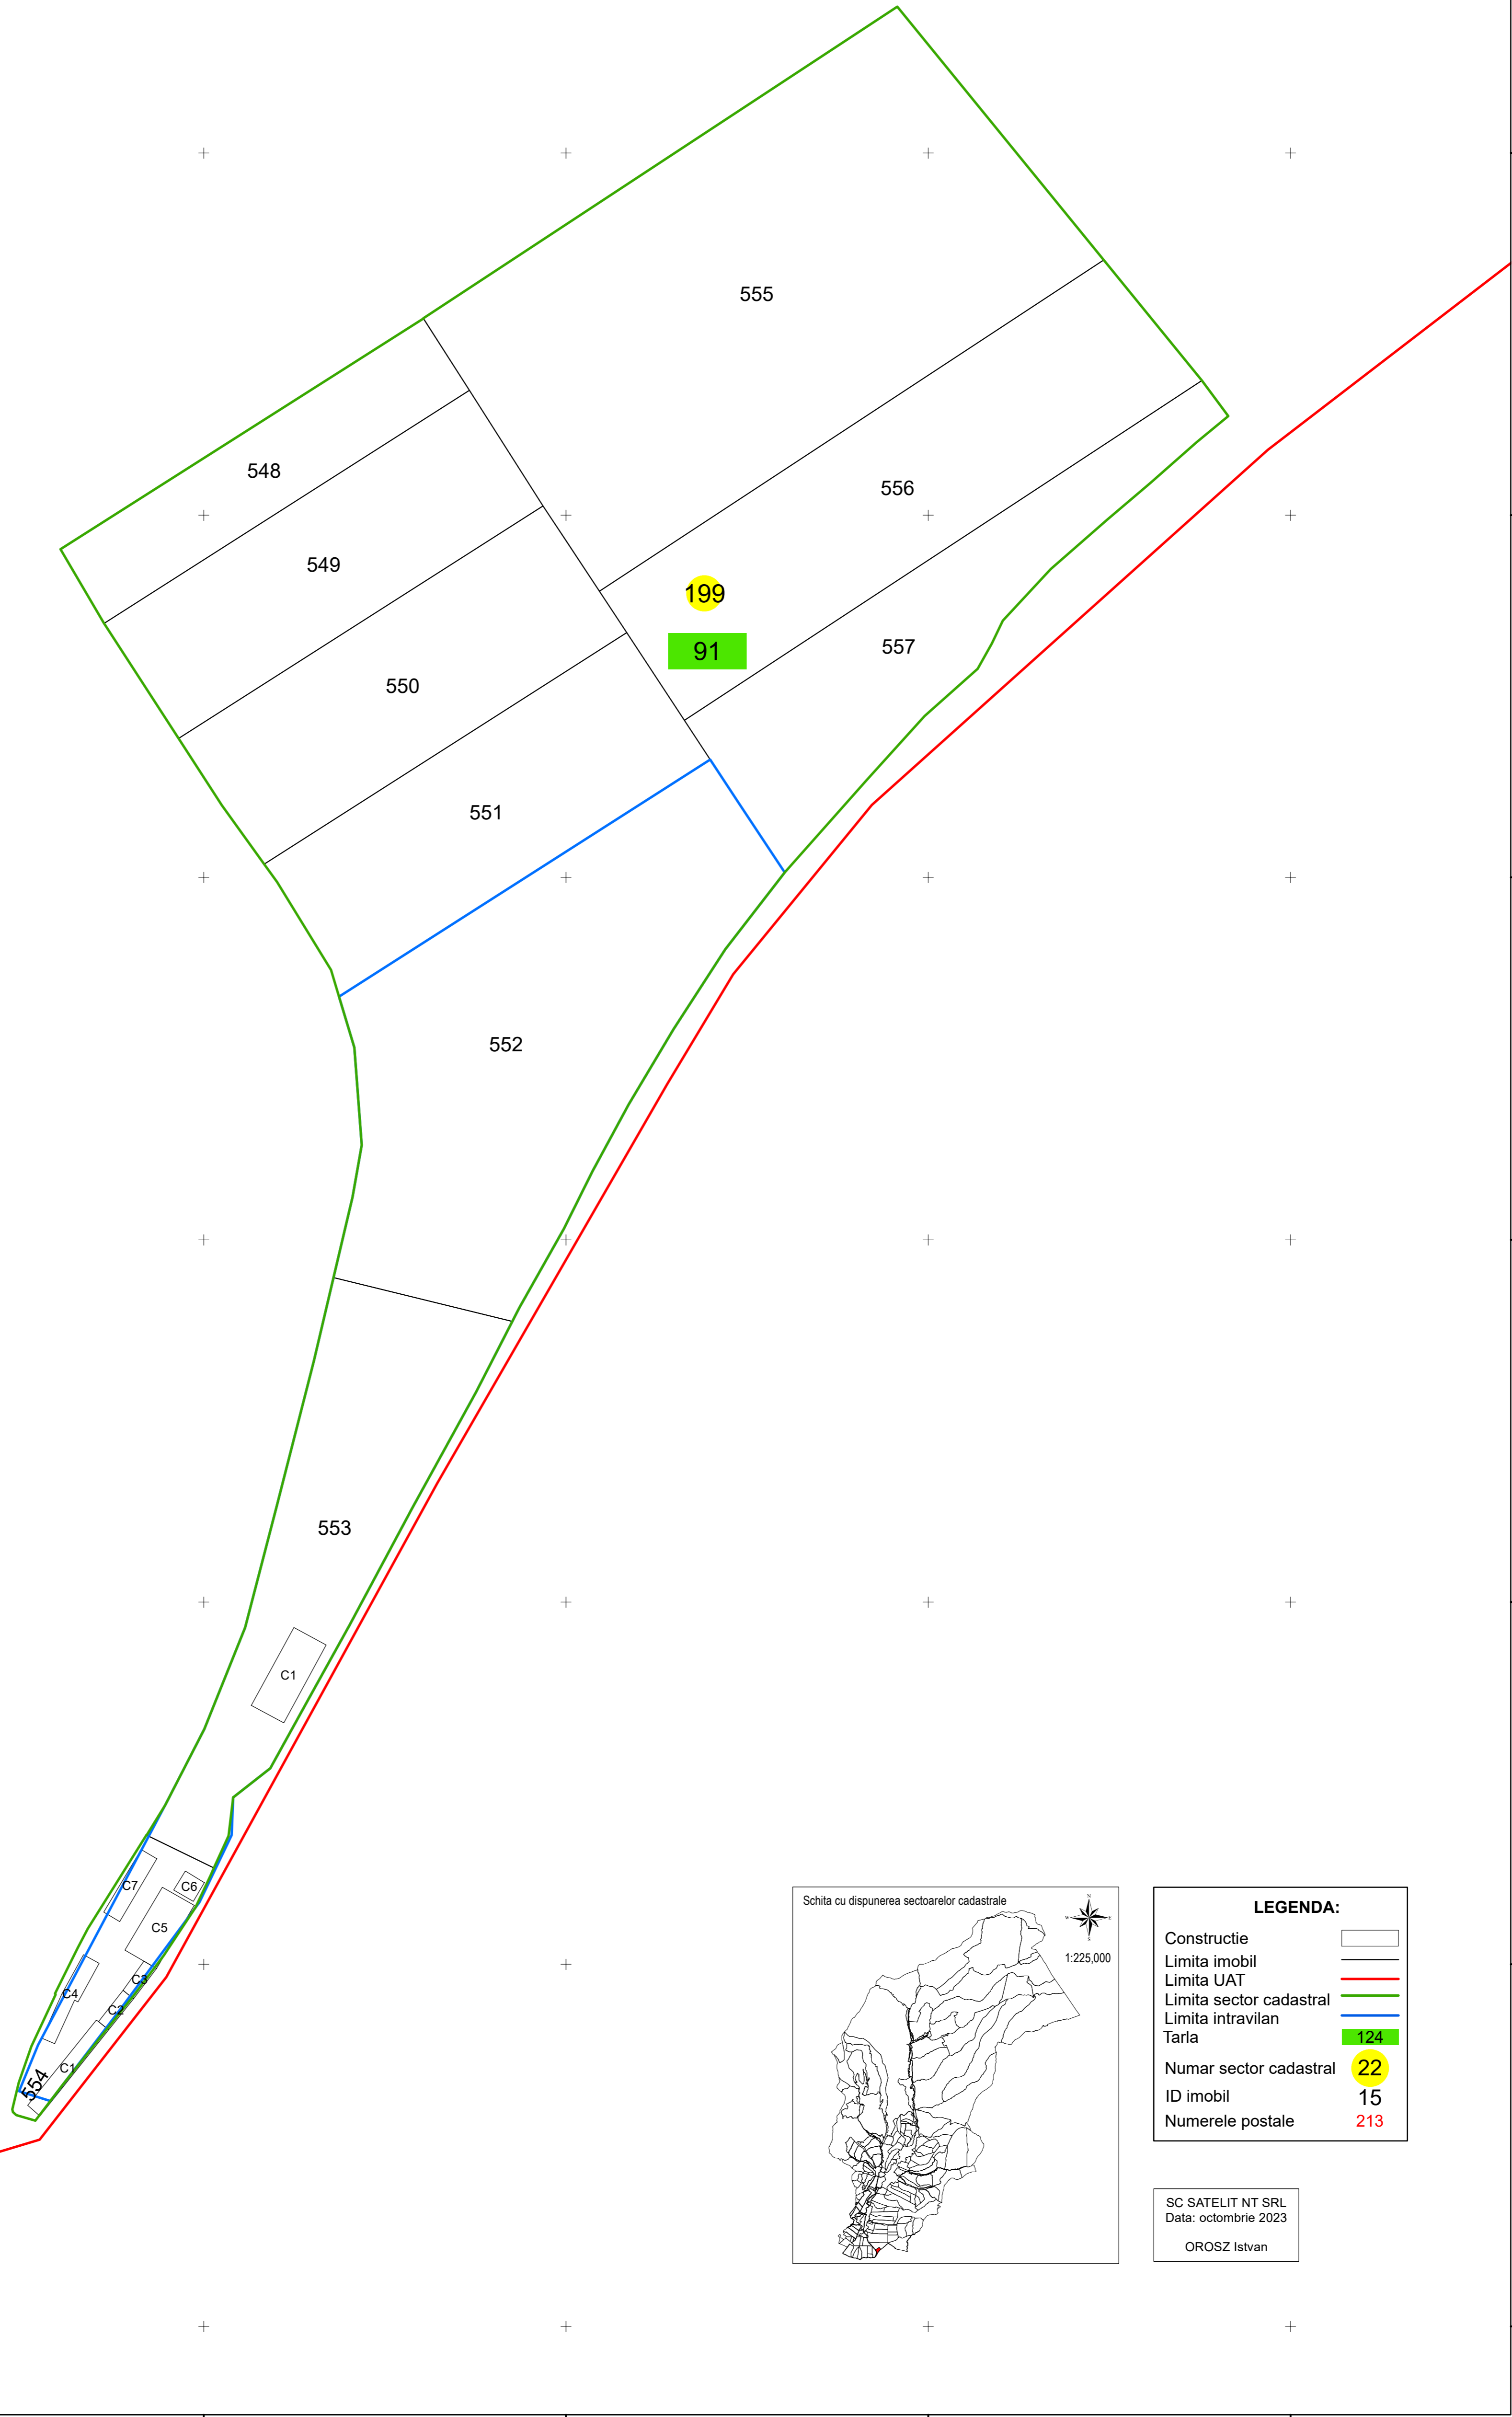 555
548
556
549
199
557
91
550
551
552
553
C1
C7
C6
C5
C3
C4
C2
C1
554
Schita cu dispunerea sectoarelor cadastrale
N
W
E
S
1:225,000
LEGENDA:
Constructie
Limita imobil
Limita UAT
Limita sector cadastral
Limita intravilan
Tarla 124
Numar sector cadastral 22
ID imobil 15
Numerele postale 213
SC SATELIT NT SRL
Data: octombrie 2023
OROSZ Istvan